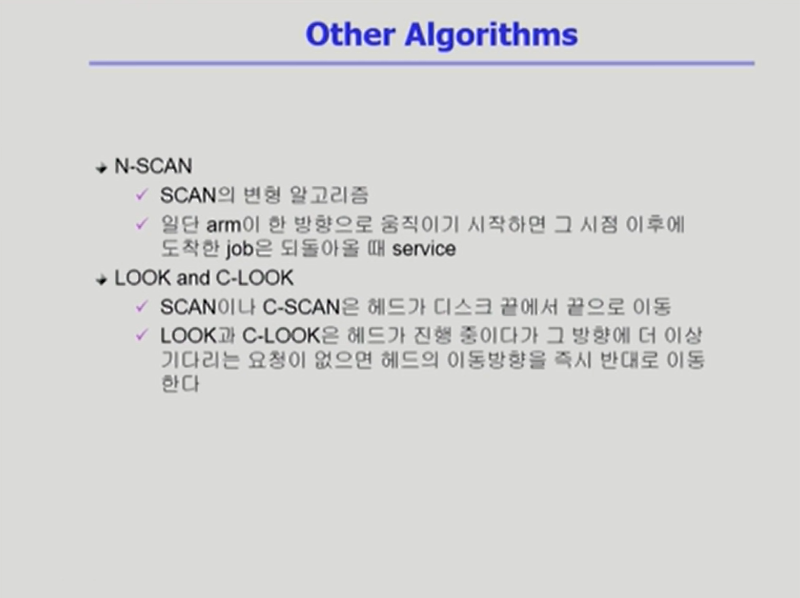 Other Algorithms
N-SCAN
SCAN의 변형 알고리즘
일단 arm이 한 방향으로 움직이기 시작하면 그 시점 이후에
도착한 job은 되돌아올 때 service
LOOK and C-LOOK
SCAN이나 C-SCAN은 헤드가 디스크 끝에서 끝으로 이동
LOOK과 C-LOOK은 헤드가 진행 중이다가 그 방향에 더 이상
기다리는 요청이 없으면 헤드의 이동방향을 즉시 반대로 이동
한다